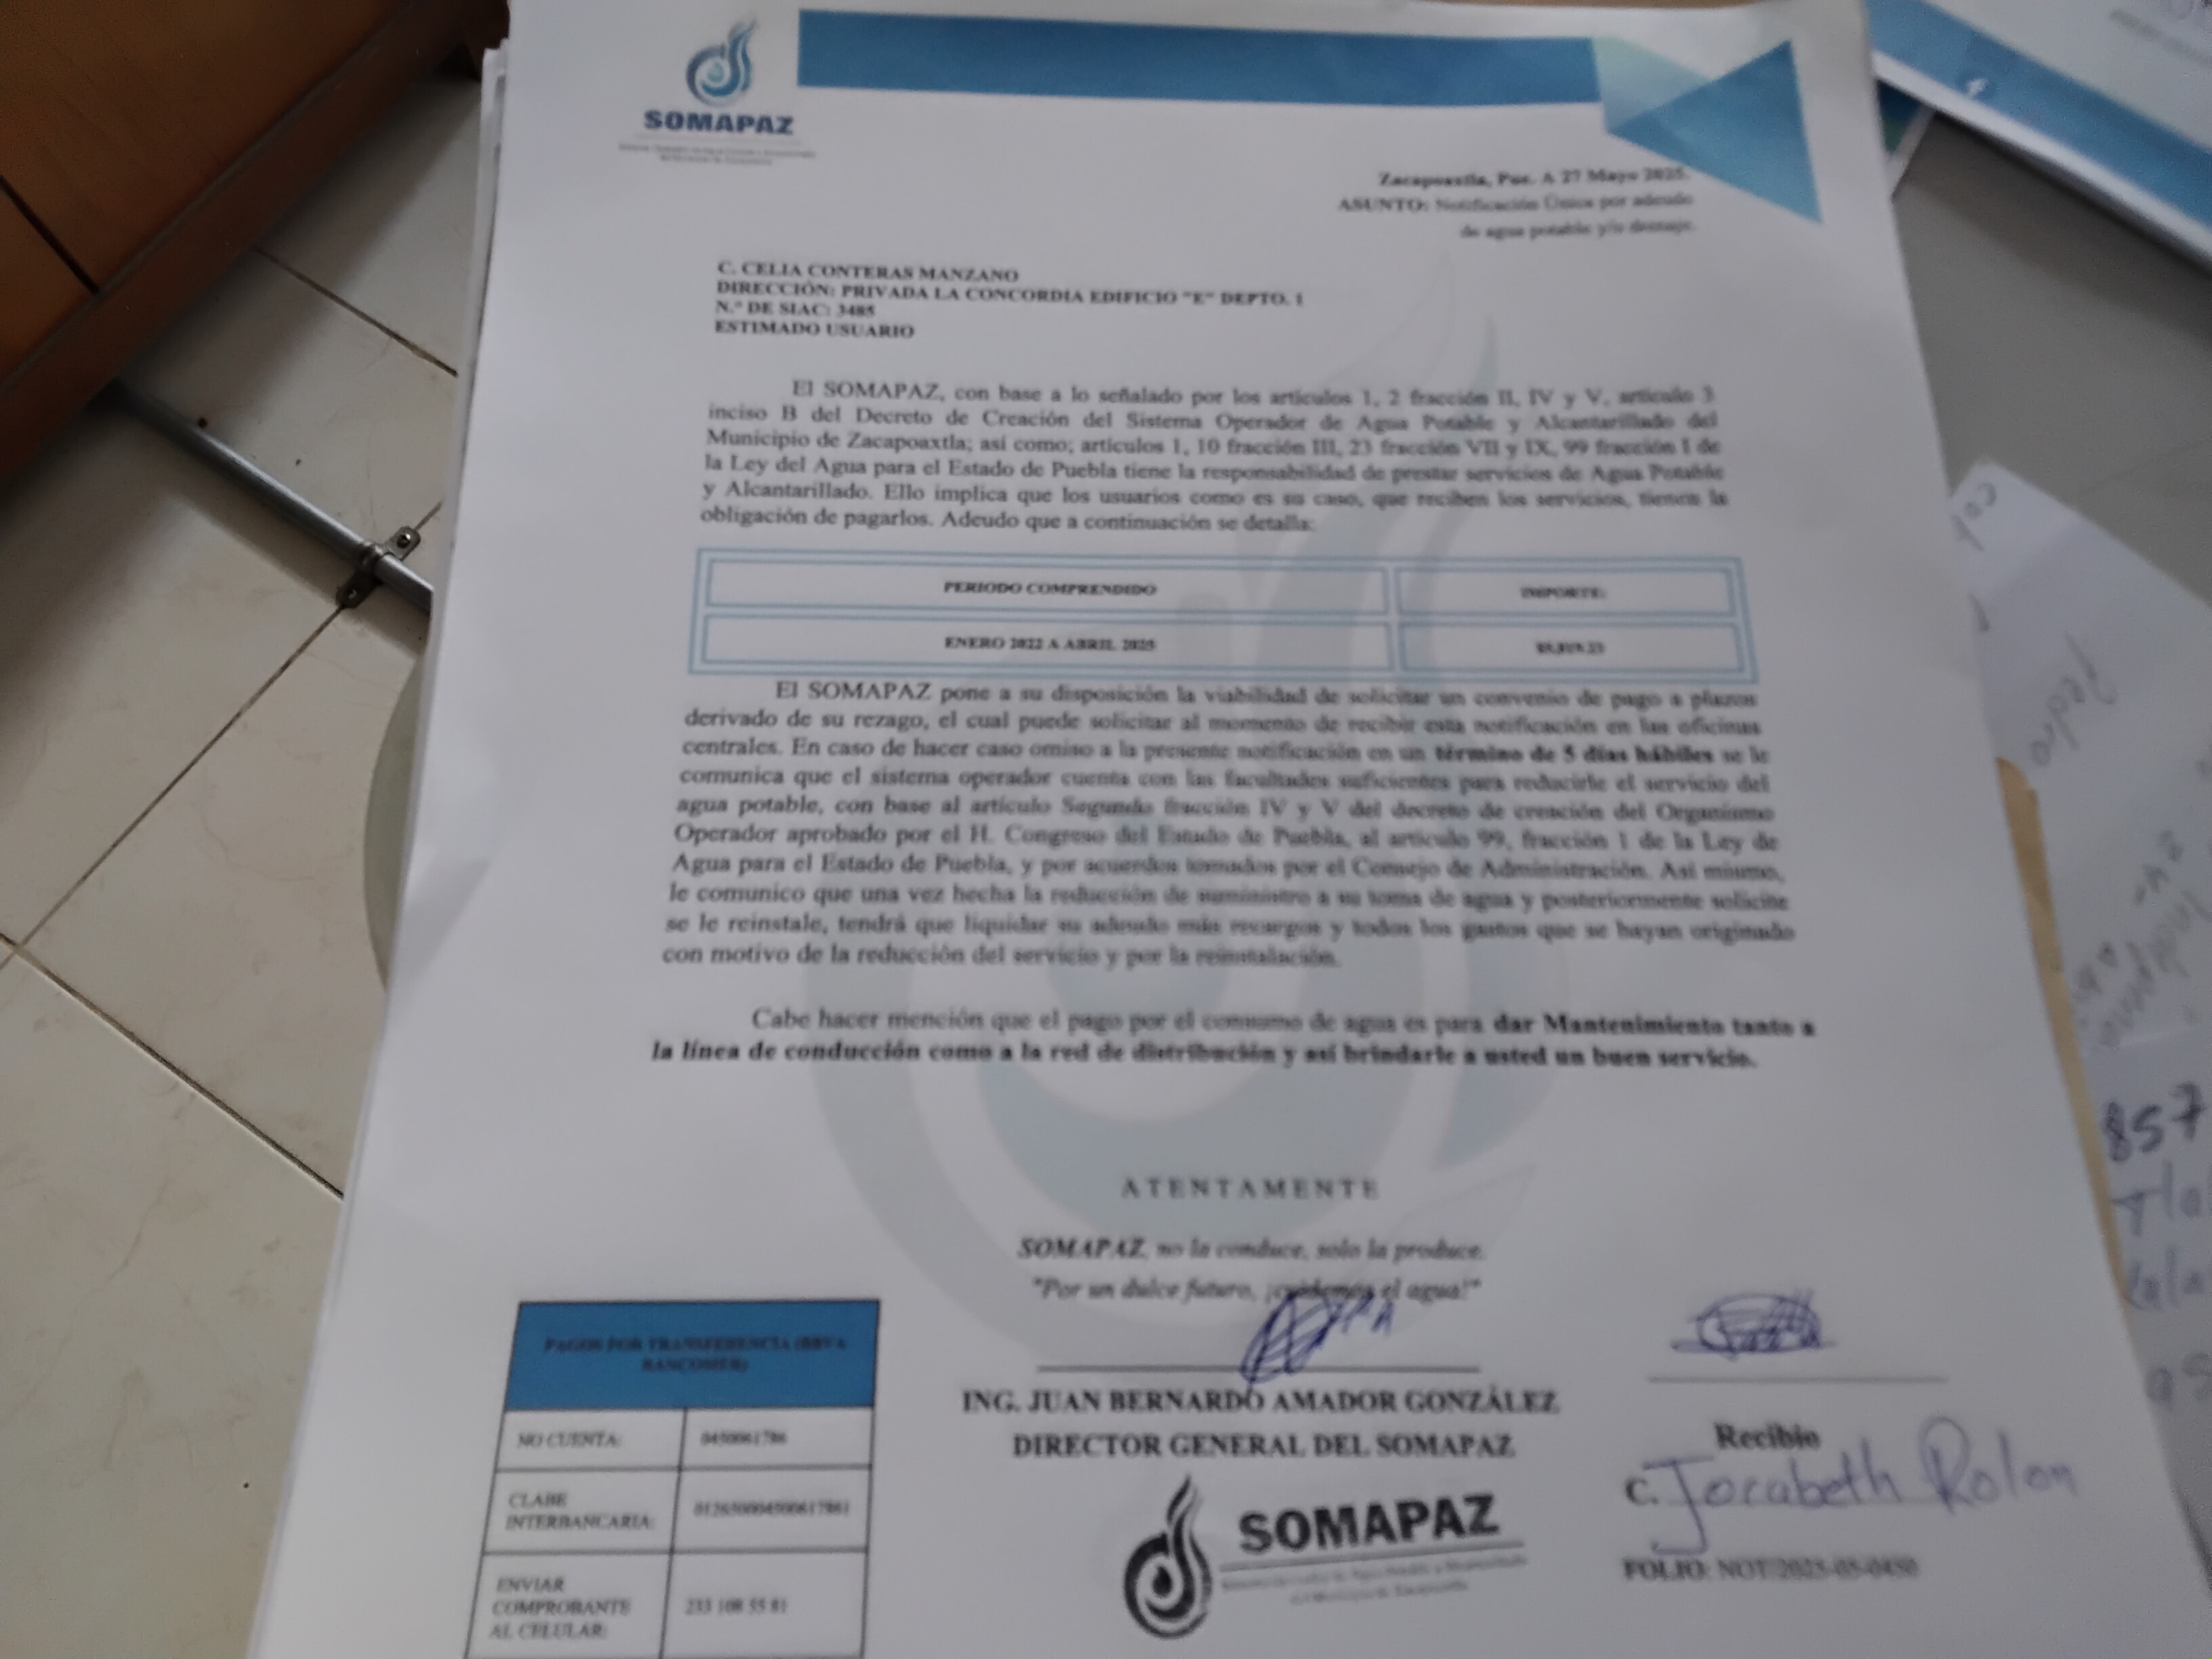 SOMAPAZ
Zacapoaxtla, Pue. A 27 Mayo 2025.
ASUNTO: Notificación Única por adeudo
de agua potable y/o drenaje.
C. CELIA CONTERAS MANZANO
DIRECCIÓN: PRIVADA LA CONCORDIA EDIFICIO "E" DEPTO. 1
N.° DE SIAC: 3485
ESTIMADO USUARIO
El SOMAPAZ, con base a lo señalado por los artículos 1, 2 fracción II, IV y V, artículo 3
inciso B del Decreto de Creación del Sistema Operador de Agua Potable y Alcantarillado del
Municipio de Zacapoaxtla; así como; artículos 1, 10 fracción III, 23 fracción VII y IX, 99 fracción I de
la Ley del Agua para el Estado de Puebla tiene la responsabilidad de prestar servicios de Agua Potable
y Alcantarillado. Ello implica que los usuarios como es su caso, que reciben los servicios, tienen la
obligación de pagarlos. Adeudo que a continuación se detalla:
PERIODO COMPRENDIDO IMPORTE:
ENERO 2022 A ABRIL 2025
El SOMAPAZ pone a su disposición la viabilidad de solicitar un convenio de pago a plazos
derivado de su rezago, el cual puede solicitar al momento de recibir esta notificación en las oficinas
centrales. En caso de hacer caso omiso a la presente notificación en un término de 5 días hábiles se le
comunica que el sistema operador cuenta con las facultades suficientes para reducirle el servicio del
agua potable, con base al artículo Segundo fracción IV y V del decreto de creación del Organismo
Operador aprobado por el H. Congreso del Estado de Puebla, al artículo 99, fracción 1 de la Ley de
Agua para el Estado de Puebla, y por acuerdos tomados por el Consejo de Administración. Así mismo,
le comunico que una vez hecha la reducción de suministro a su toma de agua y posteriormente solicite
se le reinstale, tendrá que liquidar su adeudo más recargos y todos los gastos que se hayan originado
con motivo de la reducción del servicio y por la reinstalación.
Cabe hacer mención que el pago por el consumo de agua es para dar Mantenimiento tanto a
la línea de conducción como a la red de distribución y así brindarle a usted un buen servicio.
ATENTAMENTE
SOMAPAZ, no la conduce, solo la produce.
"Por un dulce futuro, ¡cuidemos el agua!"
ING. JUAN BERNARDO AMADOR GONZÁLEZ
DIRECTOR GENERAL DEL SOMAPAZ
SOMAPAZ
Recibio
C. Jocabeth Rolon
FOLIO: NOT/2025-05-0450
PAGOS POR TRANSFERENCIA (BBVA
BANCOMER)
NO CUENTA: 0450061786
CLABE
INTERBANCARIA:
ENVIAR
COMPROBANTE
AL CELULAR:
233 108 55 81
Pedro
857